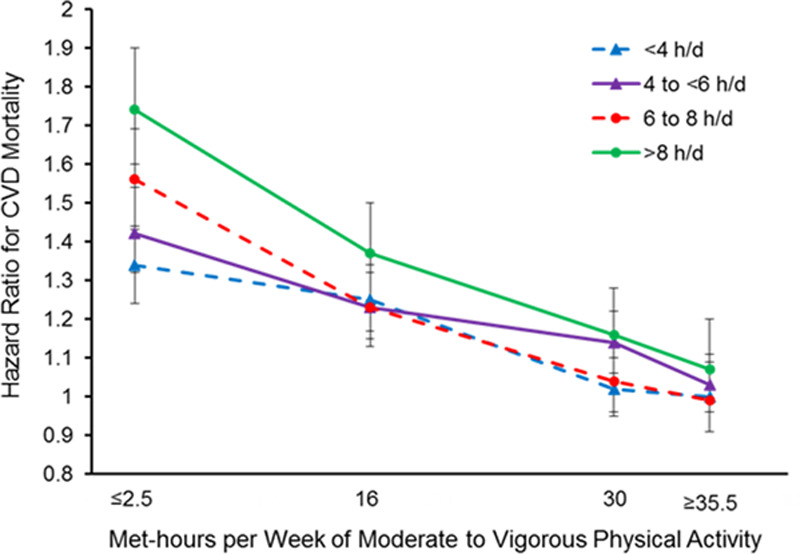 Hazard Ratio for CVD Mortality
2
1.9
1.8
1.7
1.6
1.5
1.4
1.3
1.2
1.1
1
0.9
0.8
<4 h/d
4 to <6 h/d
6 to 8 h/d
>8 h/d
≤2.5 16 30 ≥35.5
Met-hours per Week of Moderate to Vigorous Physical Activity